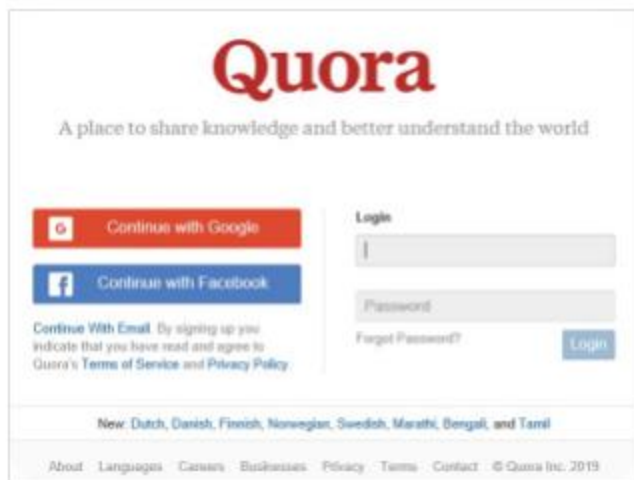 Quora
A place to share knowledge and better understand the world
G Continue with Google
f Continue with Facebook
Continue With Email. By signing up you
indicate that you have read and agree to
Quora's Terms of Service and Privacy Policy
Login
Password
Forgot Password?
Login
New: Dutch, Danish, Finnish, Norwegian, Swedish, Marathi, Bengali, and Tamil
About Languages Careers Businesses Privacy Terms Contact © Quora Inc. 2019